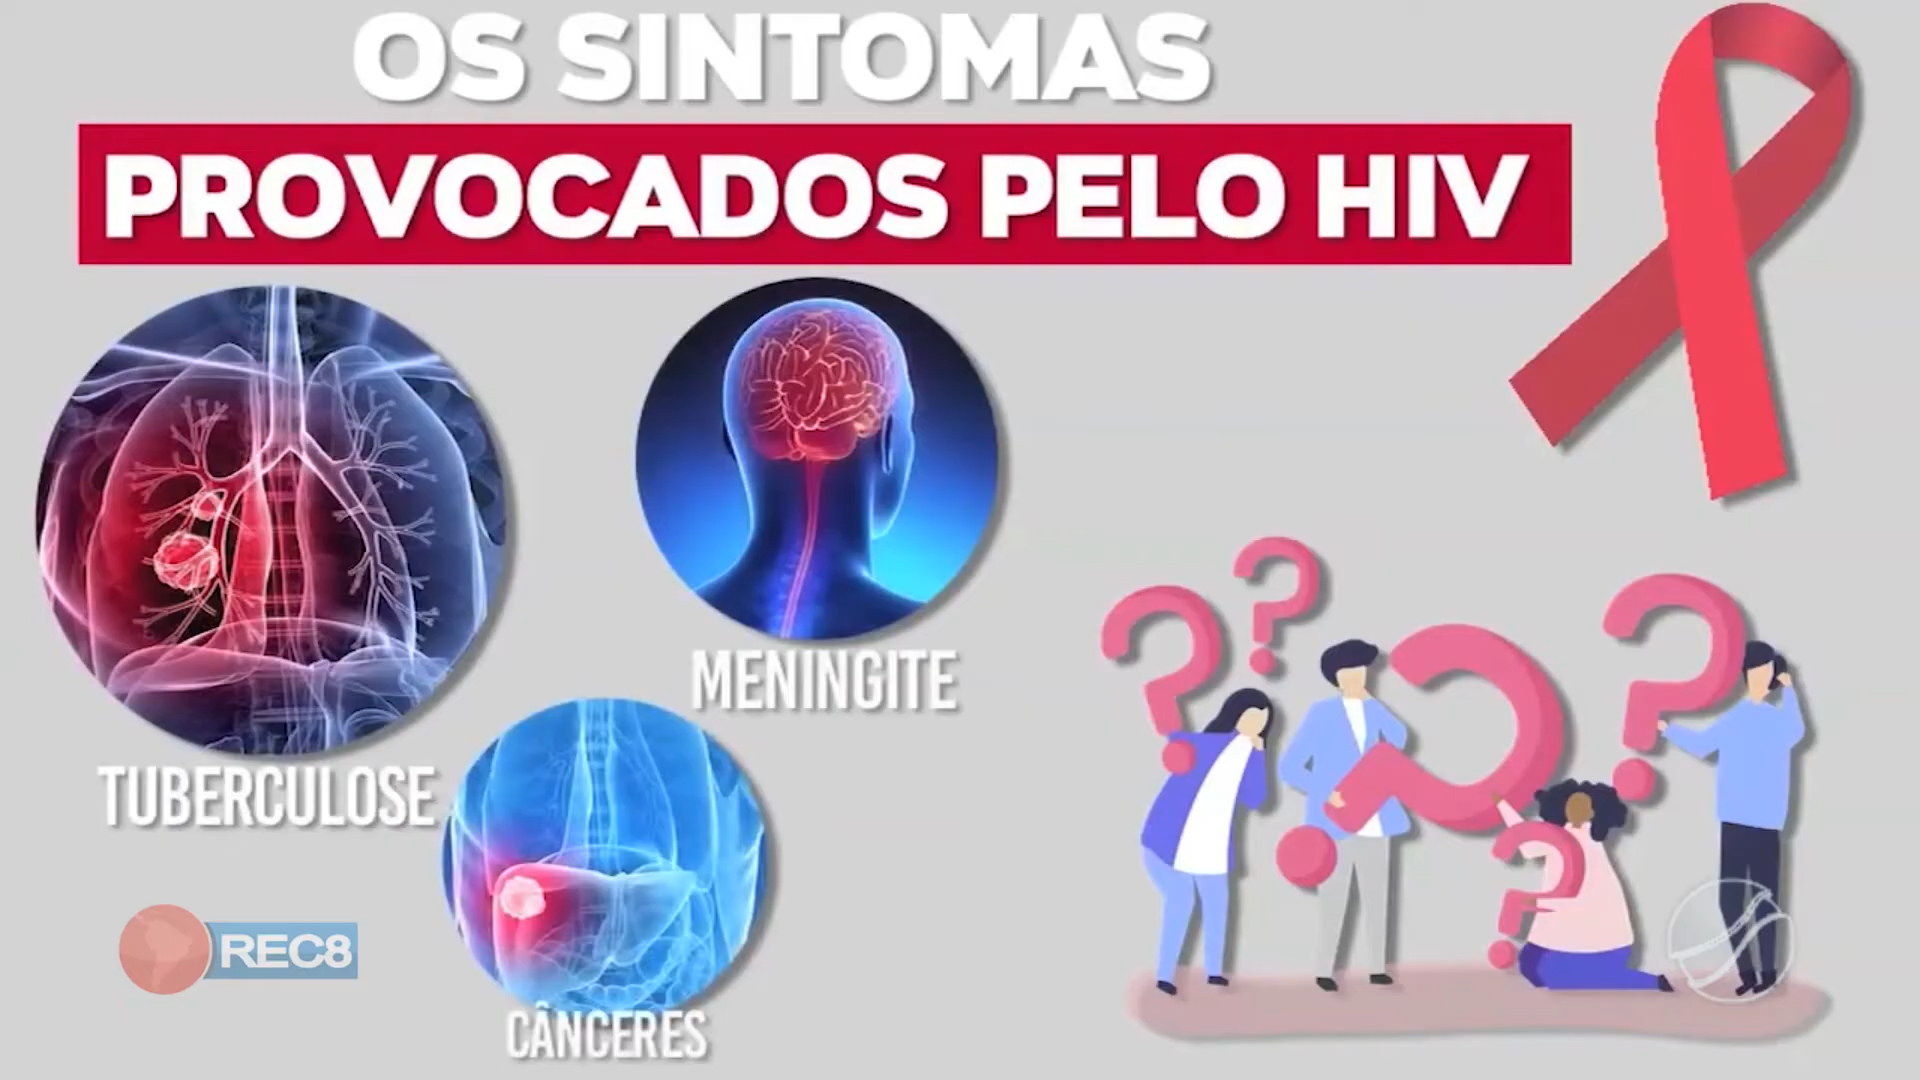 OS SINTOMAS
PROVOCADOS PELO HIV
MENINGITE
TUBERCULOSE
CÂNCERES
REC8